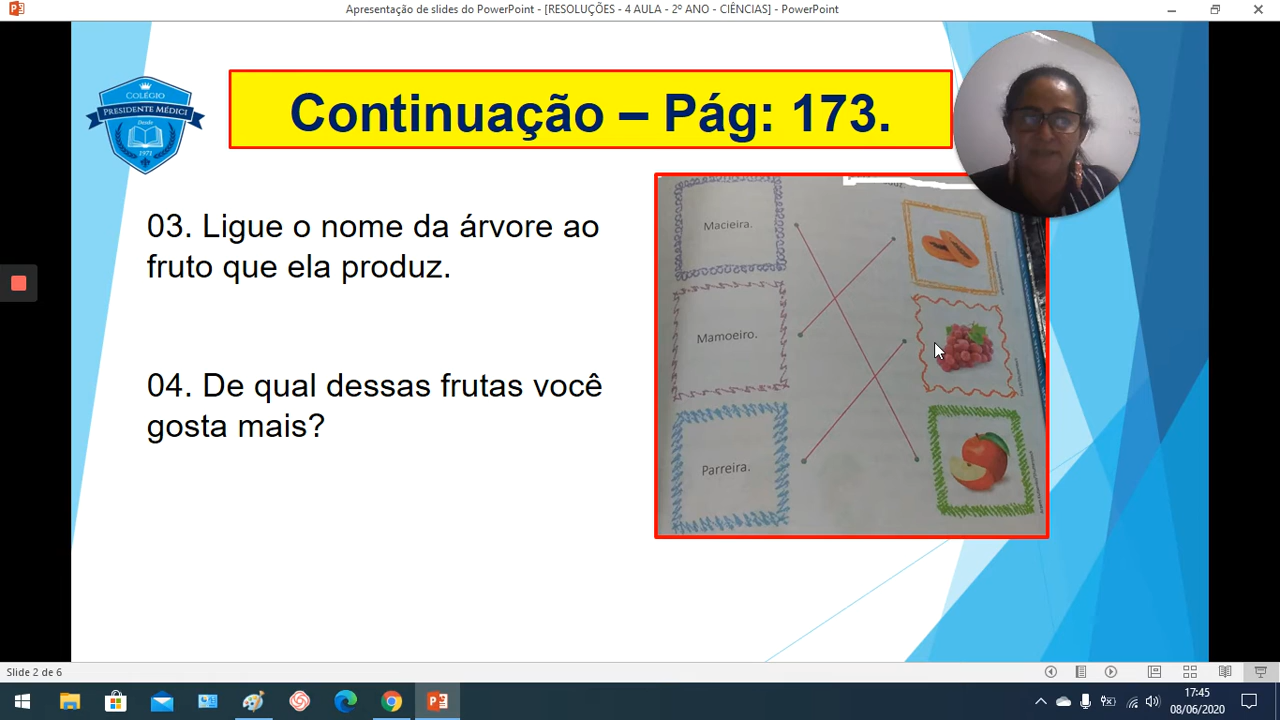 Apresentação de slides do PowerPoint - [RESOLUÇÕES - 4 AULA - 2º ANO - CIÊNCIAS] - PowerPoint
COLÉGIO
PRESIDENTE MÉDICI
Desde
1971
Continuação – Pág: 173.
03. Ligue o nome da árvore ao
fruto que ela produz.
04. De qual dessas frutas você
gosta mais?
Macieira.
Mamoeiro.
Parreira.
Slide 2 de 6
17:45
08/06/2020